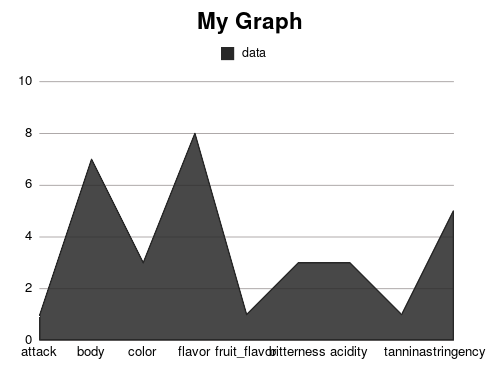 My Graph
data
10
8
6
4
2
0
attack body color flavor fruit_flavor bitterness acidity tannin astringency